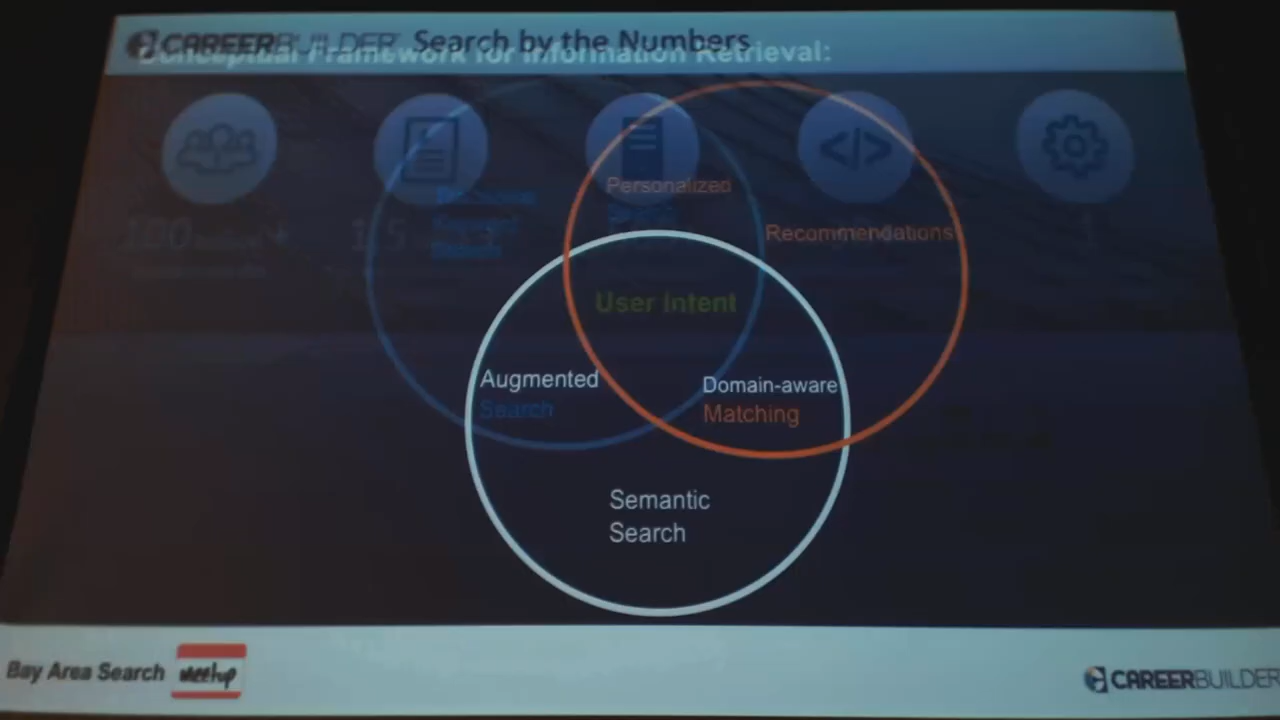 CAREERBUILDER Search by the Numbers
Conceptual Framework for Information Retrieval:
Personalized
Search
Recommendations
User Intent
Augmented
Search
Domain-aware
Matching
Semantic
Search
Bay Area Search
meetup
CAREERBUILDER